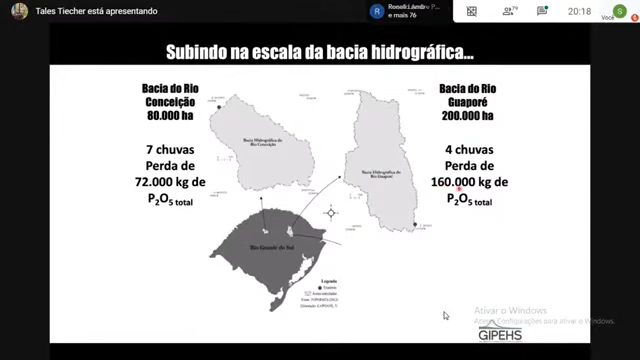 Tales Tiecher está apresentando
e mais 76
79
20:18
Você
Subindo na escala da bacia hidrográfica...
Bacia do Rio
Conceição
80.000 ha
7 chuvas
Perda de
72.000 kg de
P2O5 total
Bacia Hidrográfica do
Rio Conceição
Bacia Hidrográfica do
Rio Guaporé
Rio Grande do Sul
Legenda
Bacia do Rio
Guaporé
200.000 ha
4 chuvas
Perda de
160.000 kg de
P2O5 total
Ativar o Windows
Acesse Configurações para ativar o Windows.
GIPEHS